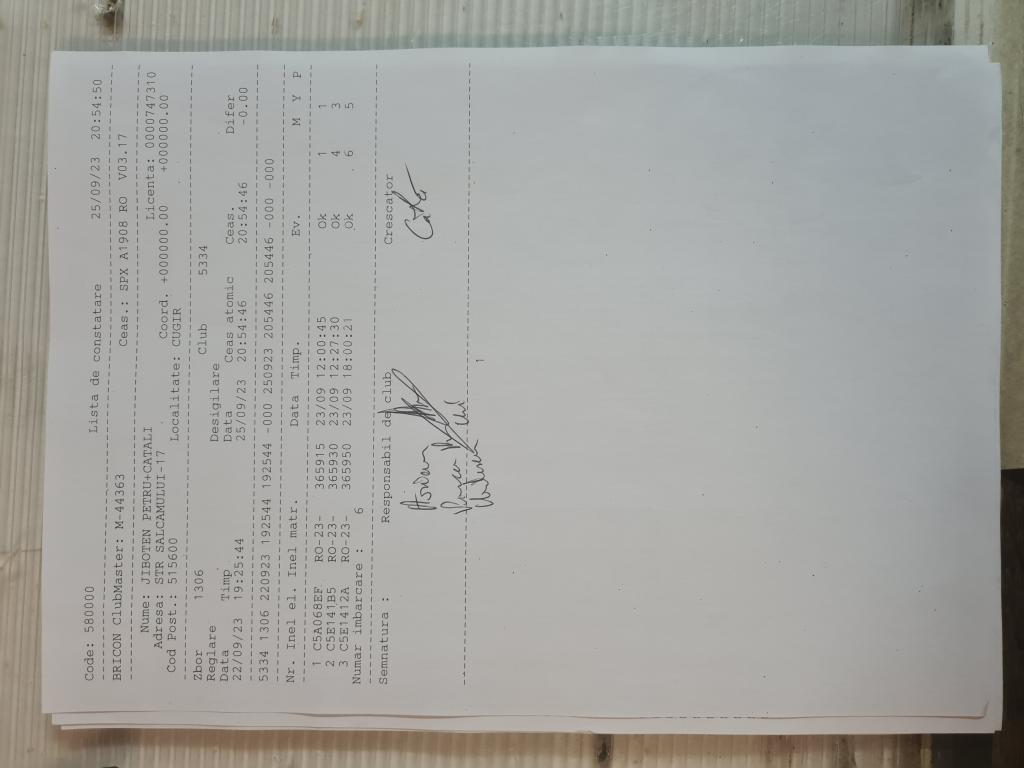 Code: 580000 Lista de constatare 25/09/23 20:54:50
BRICON ClubMaster: M-44363 Ceas.: SPX A1908 RO V03.17
Nume: JIBOTEN PETRU+CATALI Licenta: 0000747310
Adresa: STR SALCAMULUI-17 Coord. +000000.00 +000000.00
Cod Post.: 515600 Localitate: CUGIR
Zbor 1306 Club 5334
Reglare Desigilare
Data Timp Data Ceas atomic Ceas. Difer
22/09/23 19:25:44 25/09/23 20:54:46 20:54:46 -0.00
5334 1306 220923 192544 192544 -000 250923 205446 205446 -000 -000
Nr. Inel el. Inel matr. Data Timp. Ev. M Y P
1 C5A068EF RO-23- 365915 23/09 12:00:45 Ok 1 1
2 C5E141B5 RO-23- 365930 23/09 12:27:30 Ok 4 3
3 C5E1412A RO-23- 365950 23/09 18:00:21 Ok 6 5
Numar imbarcare : 6
Semnatura : Responsabil de club Crescator
1